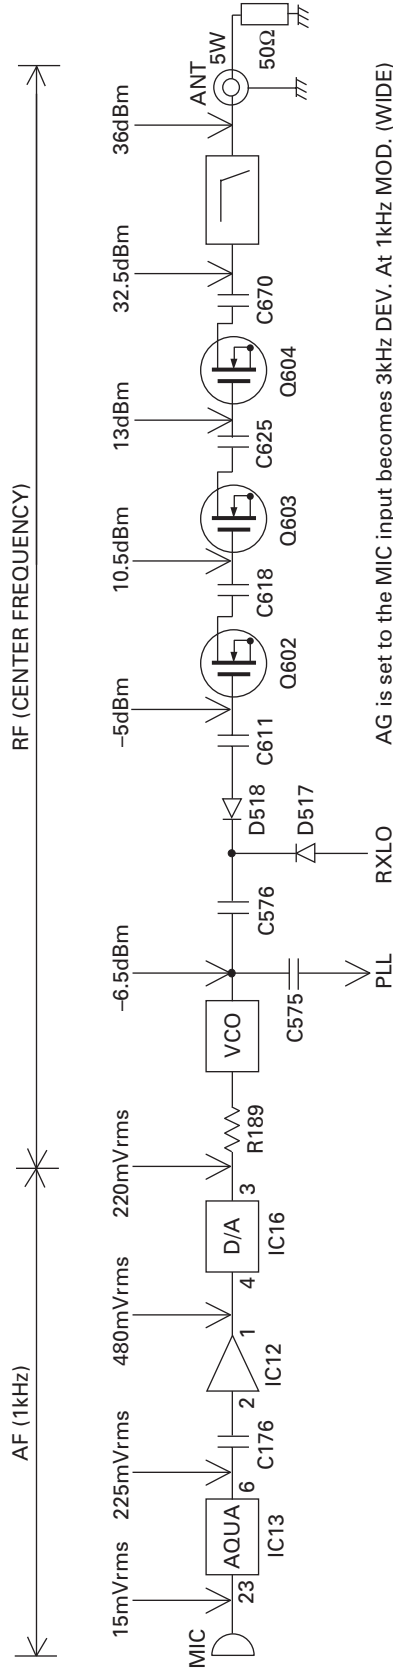 AF (1kHz)
RF (CENTER FREQUENCY)
15mVrms
225mVrms
480mVrms
220mVrms
–6.5dBm
–5dBm
10.5dBm
13dBm
32.5dBm
36dBm
MIC
23
AQUA
IC13
6
C176
2
IC12
1
4
D/A
IC16
3
R189
VCO
C575
PLL
C576
D518
D517
RXLO
C611
Q602
C618
Q603
C625
Q604
C670
ANT
5W
50Ω
AG is set to the MIC input becomes 3kHz DEV. At 1kHz MOD. (WIDE)